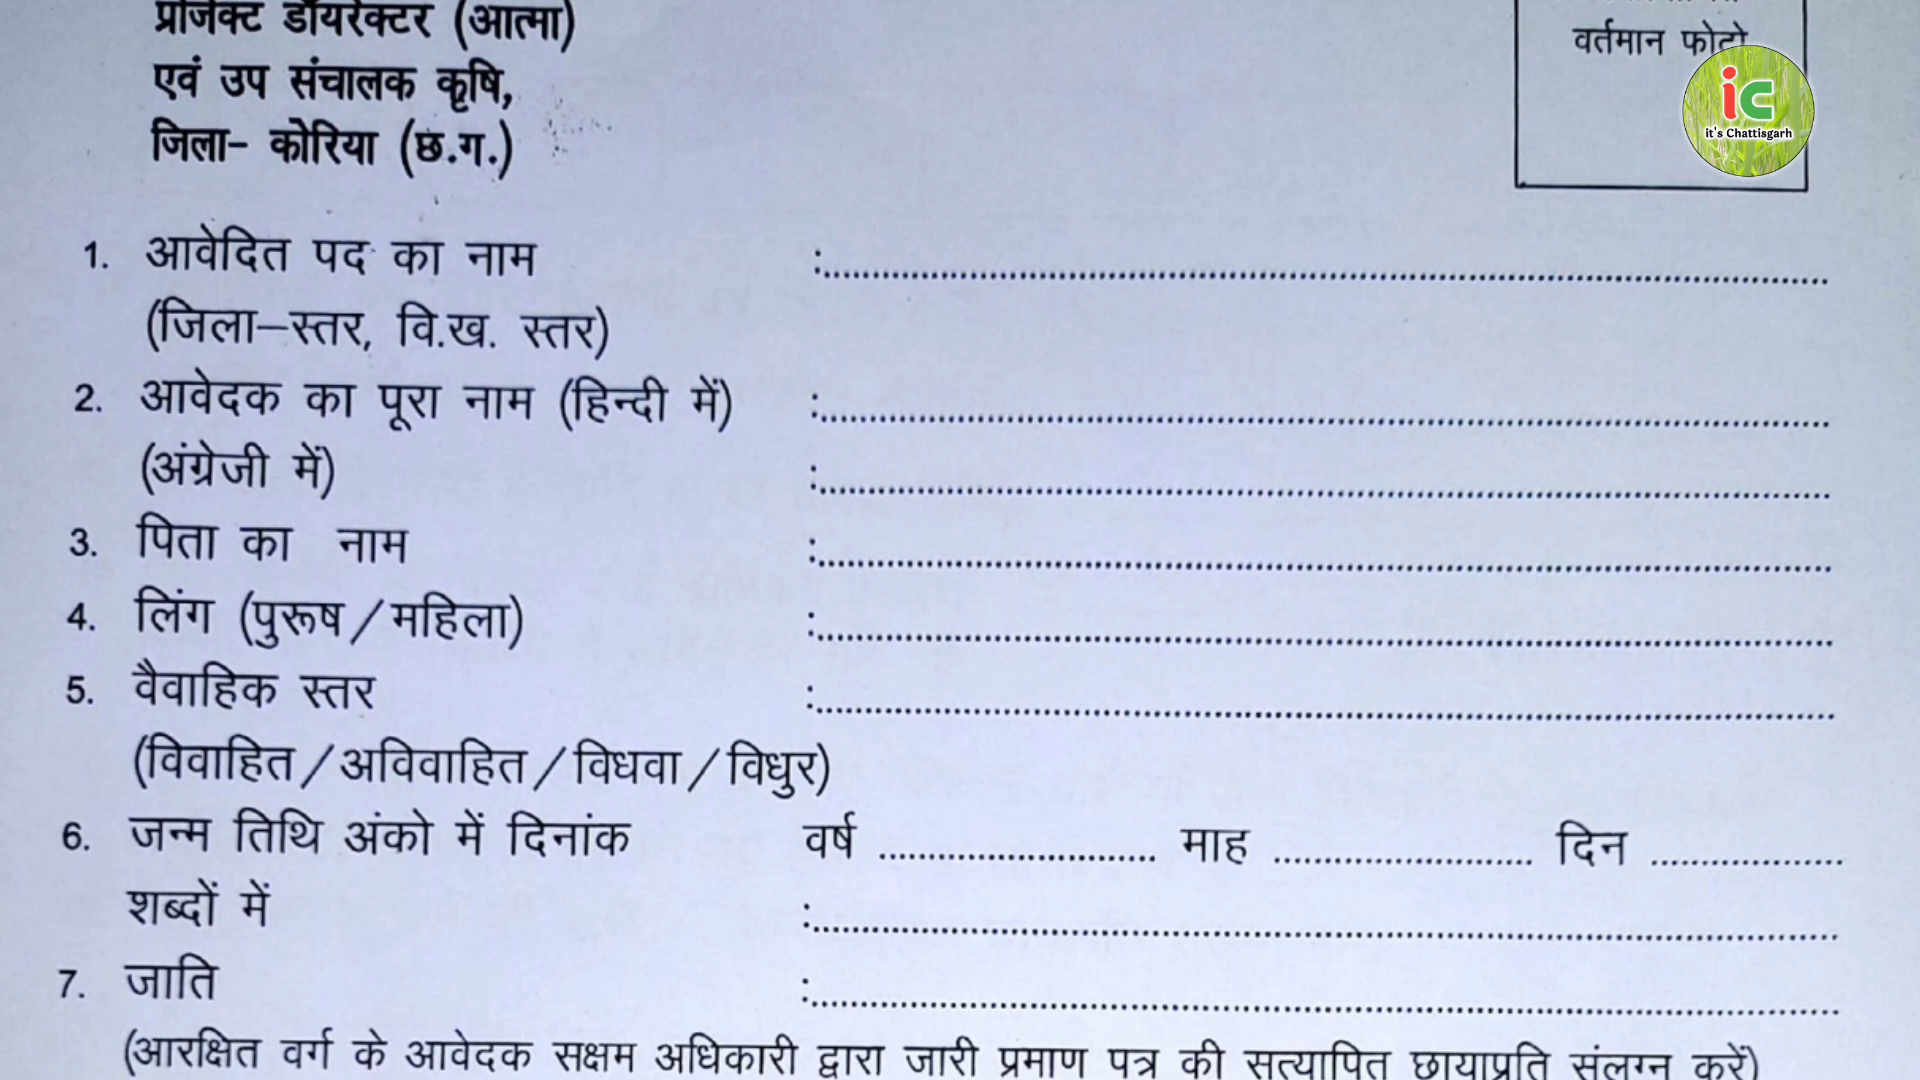 प्रोजेक्ट डॉयरेक्टर (आत्मा)
एवं उप संचालक कृषि,
जिला- कोरिया (छ.ग.)
वर्तमान फोटो
ic
it's Chattisgarh
1. आवेदित पद का नाम :
(जिला–स्तर, वि.ख. स्तर)
2. आवेदक का पूरा नाम (हिन्दी में) :
(अंग्रेजी में) :
3. पिता का नाम :
4. लिंग (पुरूष/महिला) :
5. वैवाहिक स्तर :
(विवाहित/अविवाहित/विधवा/विधुर)
6. जन्म तिथि अंको में दिनांक वर्ष ........................... माह ......................... दिन ...................
शब्दों में :
7. जाति :
(आरक्षित वर्ग के आवेदक सक्षम अधिकारी द्वारा जारी प्रमाण पत्र की सत्यापित छायाप्रति संलग्न करें)